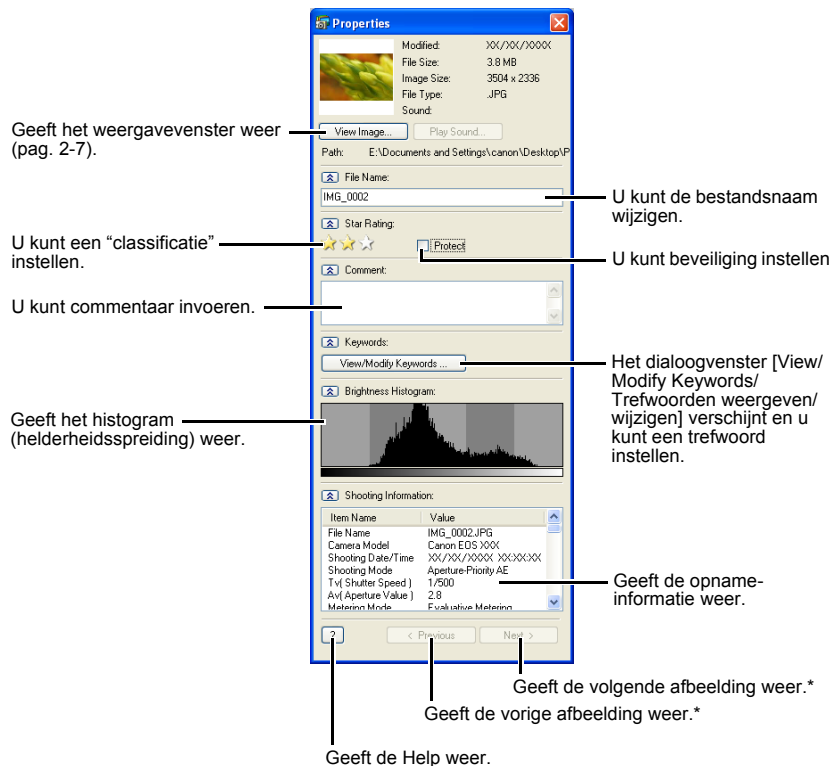 Properties
Modified: XX/XX/XXXX
File Size: 3.8 MB
Image Size: 3504 x 2336
File Type: .JPG
Sound:
View Image... Play Sound...
Path: E:\Documents and Settings\canon\Desktop\P
Geeft het weergavevenster weer
(pag. 2-7).
File Name:
IMG_0002
U kunt de bestandsnaam
wijzigen.
Star Rating:
Protect
U kunt een “classificatie”
instellen.
U kunt beveiliging instellen
Comment:
U kunt commentaar invoeren.
Keywords:
View/Modify Keywords ...
Het dialoogvenster [View/
Modify Keywords/
Trefwoorden weergeven/
wijzigen] verschijnt en u
kunt een trefwoord
instellen.
Brightness Histogram:
Geeft het histogram
(helderheidsspreiding) weer.
Shooting Information:
Item Name Value
File Name IMG_0002.JPG
Camera Model Canon EOS XXX
Shooting Date/Time XX/XX/XXXX XX:XX:XX
Shooting Mode Aperture-Priority AE
Tv( Shutter Speed ) 1/500
Av( Aperture Value ) 2.8
Metering Mode Evaluative Metering
Geeft de opname-
informatie weer.
? < Previous Next >
Geeft de volgende afbeelding weer.*
Geeft de vorige afbeelding weer.*
Geeft de Help weer.